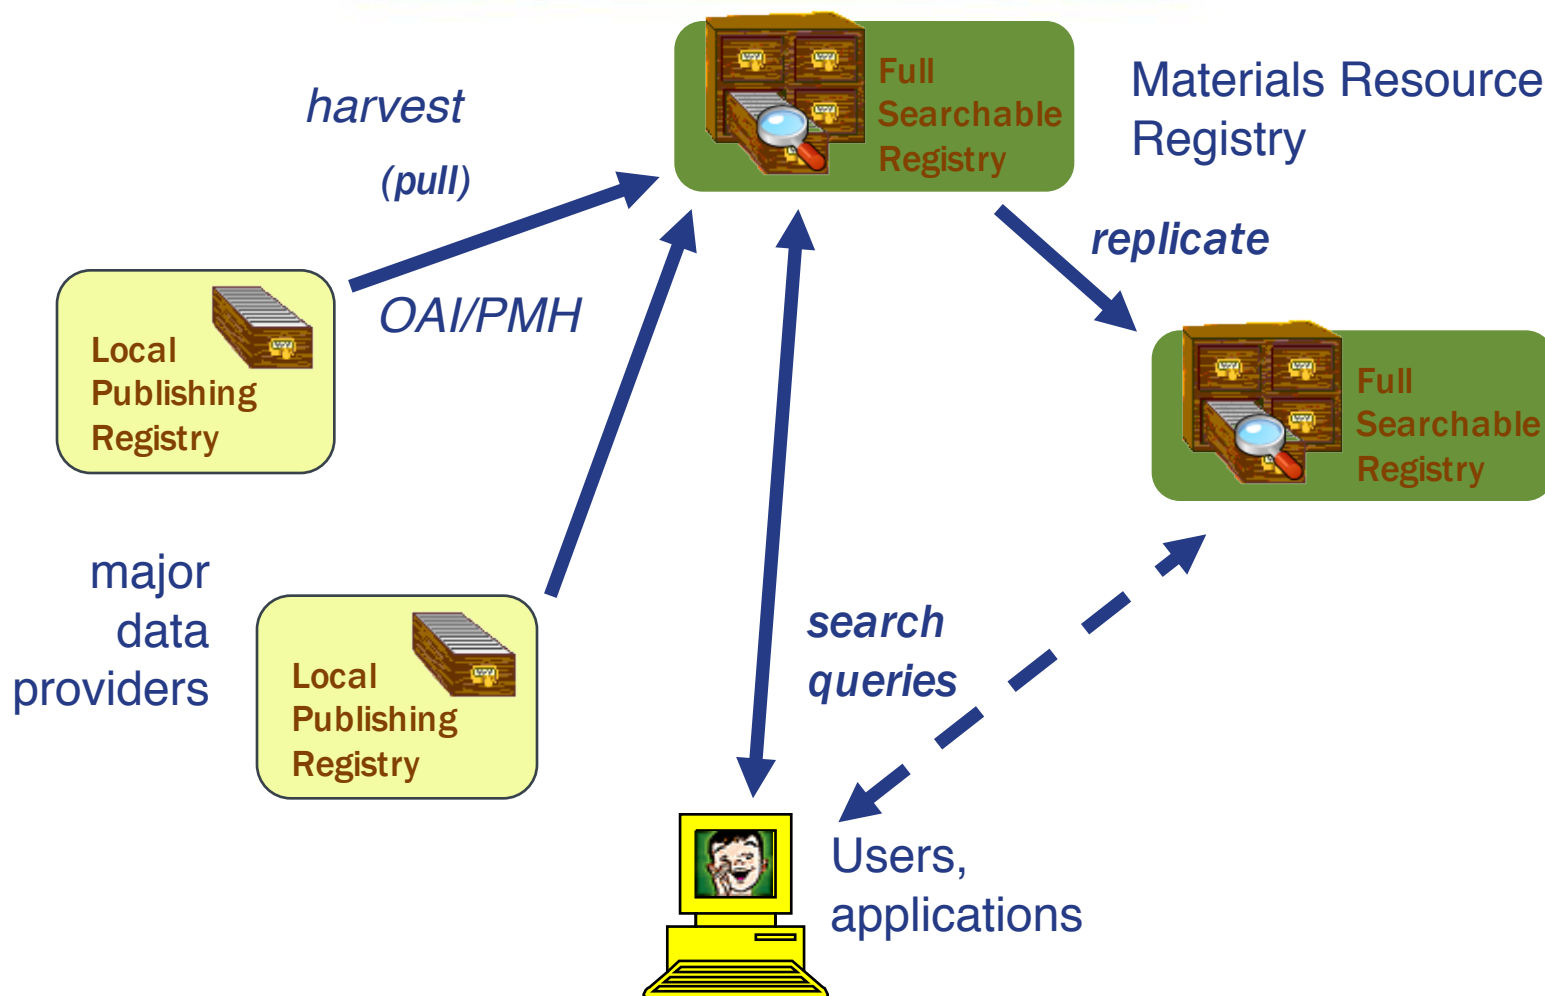 harvest
(pull)
OAI/PMH
Full
Searchable
Registry
Materials Resource
Registry
replicate
Local
Publishing
Registry
Full
Searchable
Registry
major
data
providers
Local
Publishing
Registry
search
queries
Users,
applications